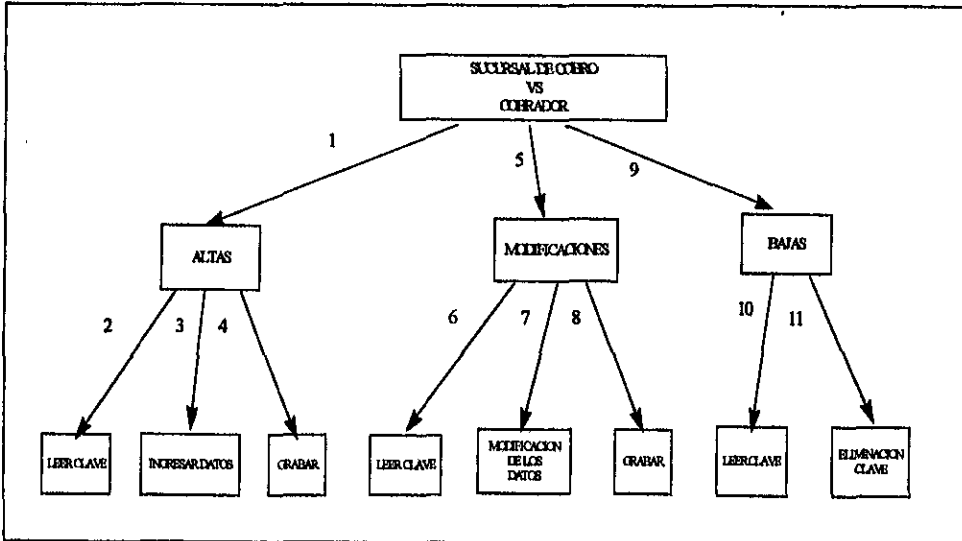 SUCURSAL DE COBRO
VS
COBRADOR
1
5
9
ALTAS
MODIFICACIONES
BAJAS
2
3
4
6
7
8
10
11
LEER CLAVE
INGRESAR DATOS
GRABAR
LEER CLAVE
MODIFICACION
DE LOS
DATOS
GRABAR
LEER CLAVE
ELIMINACION
CLAVE